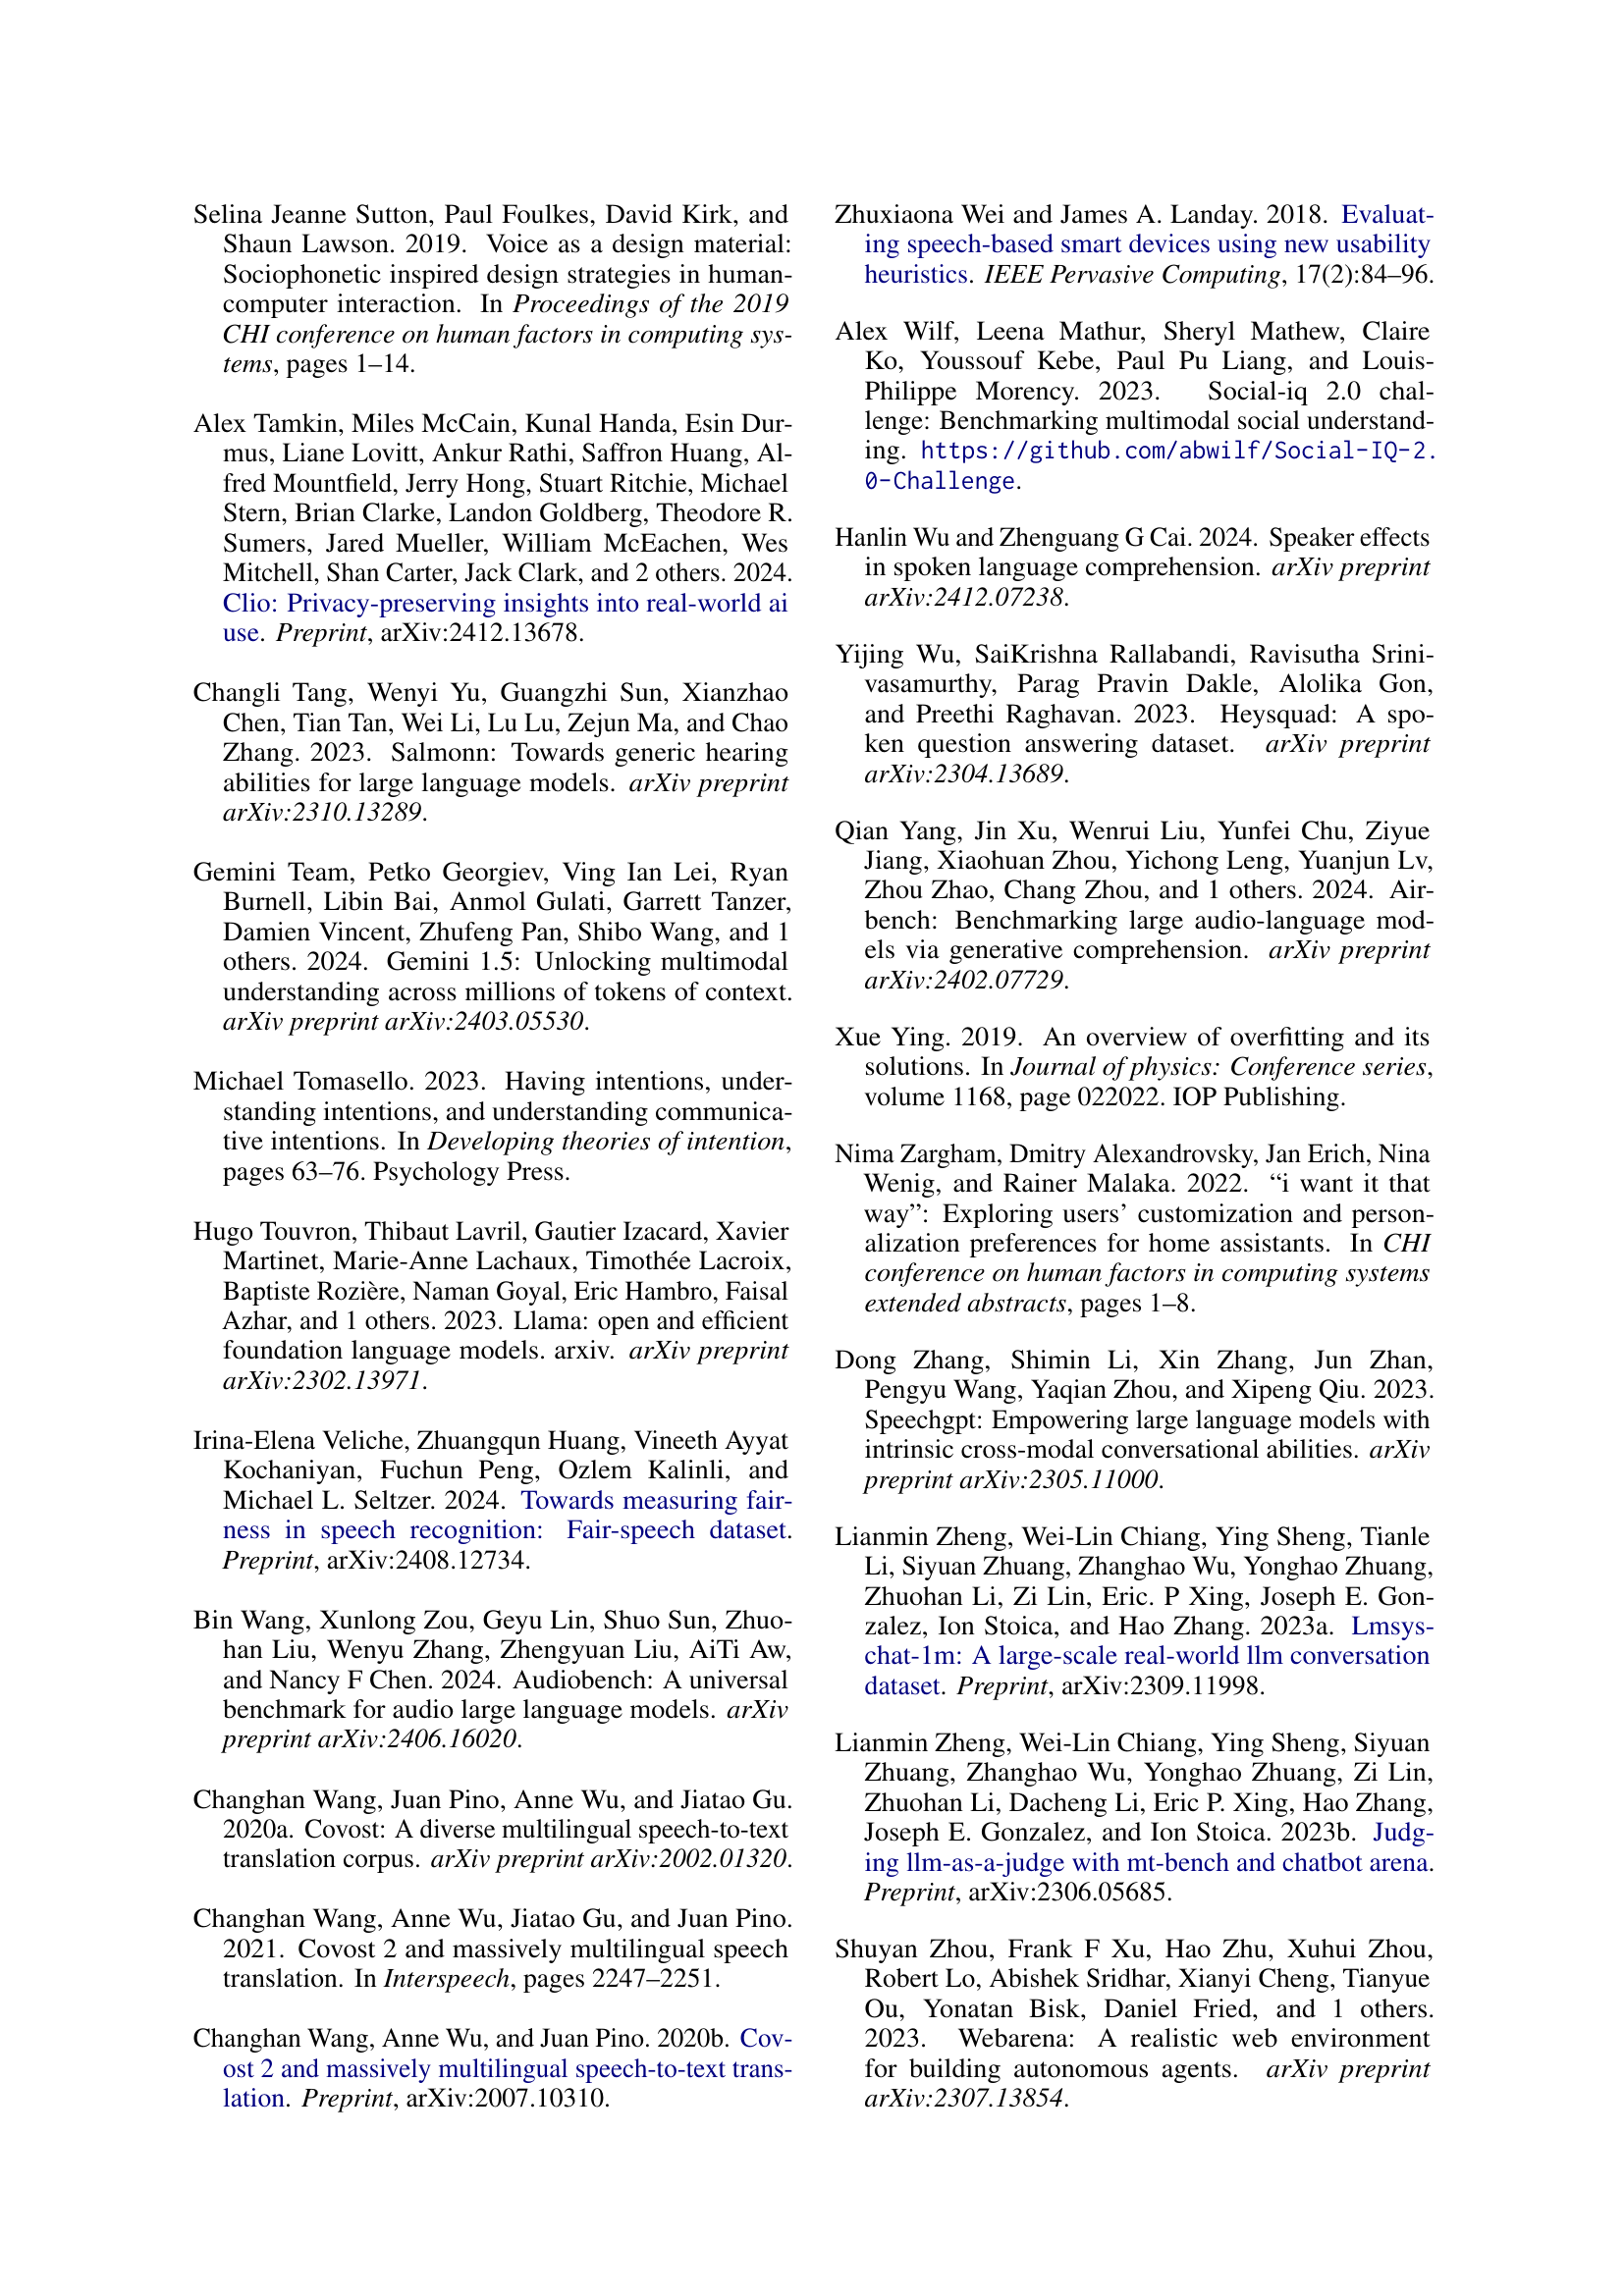 Selina Jeanne Sutton, Paul Foulkes, David Kirk, and
Shaun Lawson. 2019. Voice as a design material:
Sociophonetic inspired design strategies in human-
computer interaction. In Proceedings of the 2019
CHI conference on human factors in computing sys-
tems, pages 1–14.
Alex Tamkin, Miles McCain, Kunal Handa, Esin Dur-
mus, Liane Lovitt, Ankur Rathi, Saffron Huang, Al-
fred Mountfield, Jerry Hong, Stuart Ritchie, Michael
Stern, Brian Clarke, Landon Goldberg, Theodore R.
Sumers, Jared Mueller, William McEachen, Wes
Mitchell, Shan Carter, Jack Clark, and 2 others. 2024.
Clio: Privacy-preserving insights into real-world ai
use. Preprint, arXiv:2412.13678.
Changli Tang, Wenyi Yu, Guangzhi Sun, Xianzhao
Chen, Tian Tan, Wei Li, Lu Lu, Zejun Ma, and Chao
Zhang. 2023. Salmonn: Towards generic hearing
abilities for large language models. arXiv preprint
arXiv:2310.13289.
Gemini Team, Petko Georgiev, Ving Ian Lei, Ryan
Burnell, Libin Bai, Anmol Gulati, Garrett Tanzer,
Damien Vincent, Zhufeng Pan, Shibo Wang, and 1
others. 2024. Gemini 1.5: Unlocking multimodal
understanding across millions of tokens of context.
arXiv preprint arXiv:2403.05530.
Michael Tomasello. 2023. Having intentions, under-
standing intentions, and understanding communica-
tive intentions. In Developing theories of intention,
pages 63–76. Psychology Press.
Hugo Touvron, Thibaut Lavril, Gautier Izacard, Xavier
Martinet, Marie-Anne Lachaux, Timothée Lacroix,
Baptiste Rozière, Naman Goyal, Eric Hambro, Faisal
Azhar, and 1 others. 2023. Llama: open and efficient
foundation language models. arxiv. arXiv preprint
arXiv:2302.13971.
Irina-Elena Veliche, Zhuangqun Huang, Vineeth Ayyat
Kochaniyan, Fuchun Peng, Ozlem Kalinli, and
Michael L. Seltzer. 2024. Towards measuring fair-
ness in speech recognition: Fair-speech dataset.
Preprint, arXiv:2408.12734.
Bin Wang, Xunlong Zou, Geyu Lin, Shuo Sun, Zhuo-
han Liu, Wenyu Zhang, Zhengyuan Liu, AiTi Aw,
and Nancy F Chen. 2024. Audiobench: A universal
benchmark for audio large language models. arXiv
preprint arXiv:2406.16020.
Changhan Wang, Juan Pino, Anne Wu, and Jiatao Gu.
2020a. Covost: A diverse multilingual speech-to-text
translation corpus. arXiv preprint arXiv:2002.01320.
Changhan Wang, Anne Wu, Jiatao Gu, and Juan Pino.
2021. Covost 2 and massively multilingual speech
translation. In Interspeech, pages 2247–2251.
Changhan Wang, Anne Wu, and Juan Pino. 2020b. Cov-
ost 2 and massively multilingual speech-to-text trans-
lation. Preprint, arXiv:2007.10310.
Zhuxiaona Wei and James A. Landay. 2018. Evaluat-
ing speech-based smart devices using new usability
heuristics. IEEE Pervasive Computing, 17(2):84–96.
Alex Wilf, Leena Mathur, Sheryl Mathew, Claire
Ko, Youssouf Kebe, Paul Pu Liang, and Louis-
Philippe Morency. 2023. Social-iq 2.0 chal-
lenge: Benchmarking multimodal social understand-
ing. https://github.com/abwilf/Social-IQ-2.
0-Challenge.
Hanlin Wu and Zhenguang G Cai. 2024. Speaker effects
in spoken language comprehension. arXiv preprint
arXiv:2412.07238.
Yijing Wu, SaiKrishna Rallabandi, Ravisutha Srini-
vasamurthy, Parag Pravin Dakle, Alolika Gon,
and Preethi Raghavan. 2023. Heysquad: A spo-
ken question answering dataset. arXiv preprint
arXiv:2304.13689.
Qian Yang, Jin Xu, Wenrui Liu, Yunfei Chu, Ziyue
Jiang, Xiaohuan Zhou, Yichong Leng, Yuanjun Lv,
Zhou Zhao, Chang Zhou, and 1 others. 2024. Air-
bench: Benchmarking large audio-language mod-
els via generative comprehension. arXiv preprint
arXiv:2402.07729.
Xue Ying. 2019. An overview of overfitting and its
solutions. In Journal of physics: Conference series,
volume 1168, page 022022. IOP Publishing.
Nima Zargham, Dmitry Alexandrovsky, Jan Erich, Nina
Wenig, and Rainer Malaka. 2022. “i want it that
way”: Exploring users’ customization and person-
alization preferences for home assistants. In CHI
conference on human factors in computing systems
extended abstracts, pages 1–8.
Dong Zhang, Shimin Li, Xin Zhang, Jun Zhan,
Pengyu Wang, Yaqian Zhou, and Xipeng Qiu. 2023.
Speechgpt: Empowering large language models with
intrinsic cross-modal conversational abilities. arXiv
preprint arXiv:2305.11000.
Lianmin Zheng, Wei-Lin Chiang, Ying Sheng, Tianle
Li, Siyuan Zhuang, Zhanghao Wu, Yonghao Zhuang,
Zhuohan Li, Zi Lin, Eric. P Xing, Joseph E. Gon-
zalez, Ion Stoica, and Hao Zhang. 2023a. Lmsys-
chat-1m: A large-scale real-world llm conversation
dataset. Preprint, arXiv:2309.11998.
Lianmin Zheng, Wei-Lin Chiang, Ying Sheng, Siyuan
Zhuang, Zhanghao Wu, Yonghao Zhuang, Zi Lin,
Zhuohan Li, Dacheng Li, Eric P. Xing, Hao Zhang,
Joseph E. Gonzalez, and Ion Stoica. 2023b. Judg-
ing llm-as-a-judge with mt-bench and chatbot arena.
Preprint, arXiv:2306.05685.
Shuyan Zhou, Frank F Xu, Hao Zhu, Xuhui Zhou,
Robert Lo, Abishek Sridhar, Xianyi Cheng, Tianyue
Ou, Yonatan Bisk, Daniel Fried, and 1 others.
2023. Webarena: A realistic web environment
for building autonomous agents. arXiv preprint
arXiv:2307.13854.